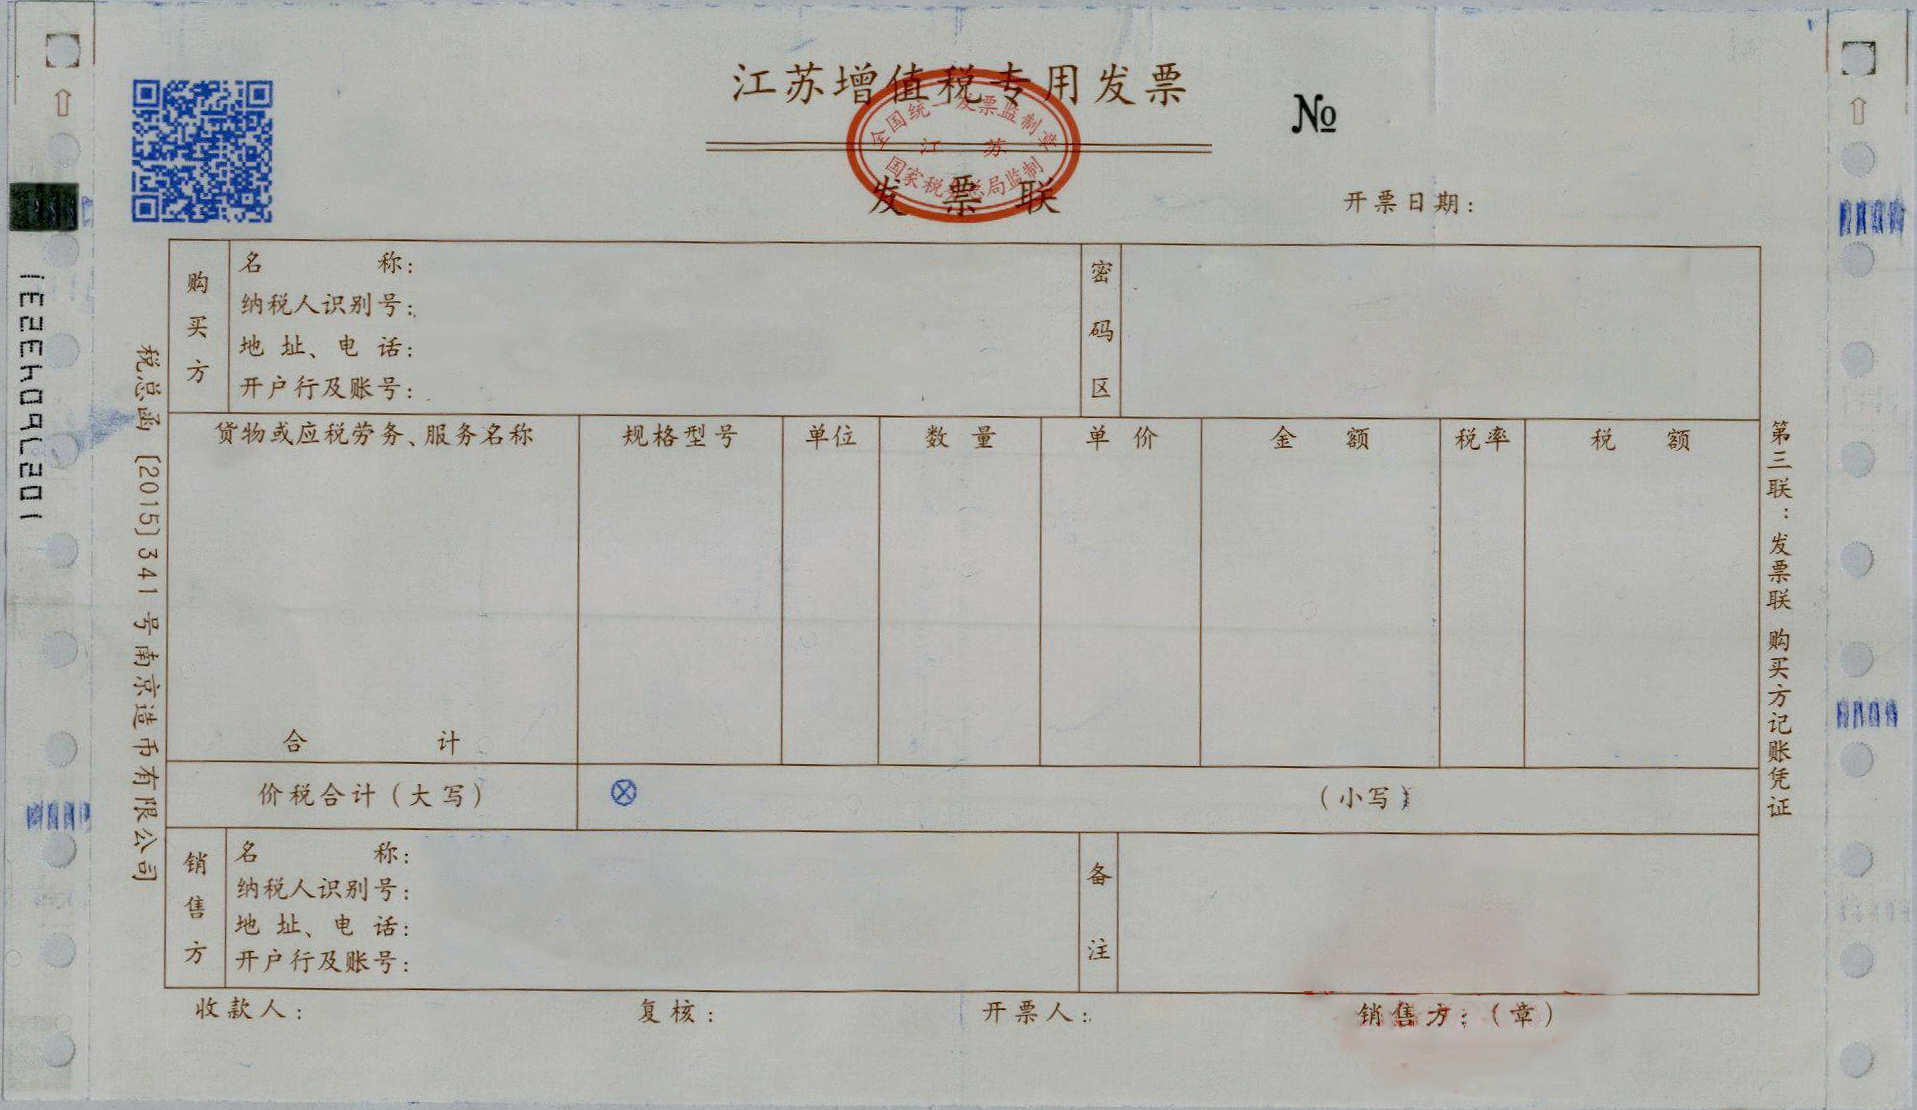 江苏增值税专用发票
全国统一发票监制章
江 苏
国家税务总局监制
发 票 联
№
开票日期：
购买方
名 称：
纳税人识别号：
地 址、电 话：
开户行及账号：
密码区
货物或应税劳务、服务名称 规格型号 单位 数 量 单 价 金 额 税率 税 额
合 计
价税合计（大写） ⊗ （小写）
销售方
名 称：
纳税人识别号：
地 址、电 话：
开户行及账号：
备注
收款人： 复核： 开票人： 销售方：（章）
税总函〔2015〕341号南京造币有限公司
第三联：发票联 购买方记账凭证